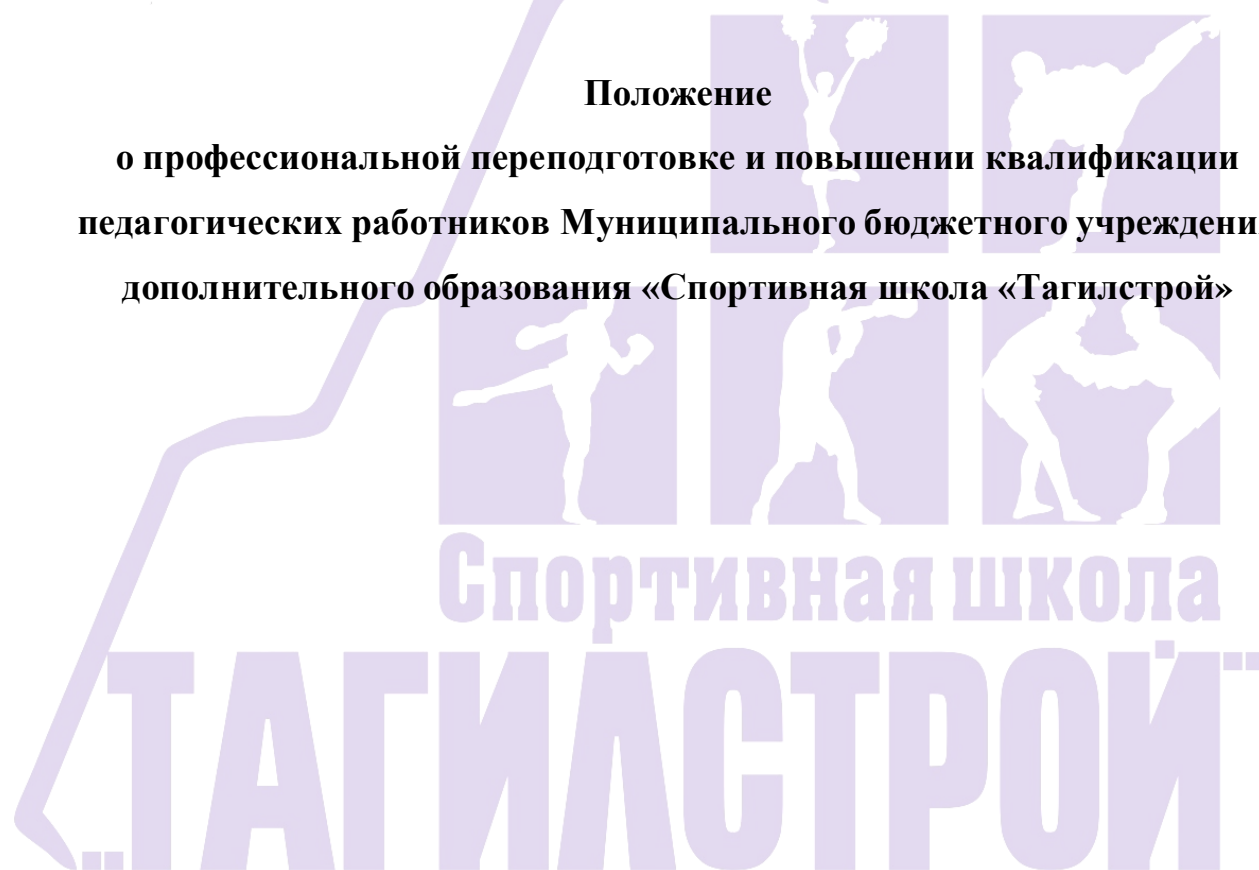 Положение
о профессиональной переподготовке и повышении квалификации
педагогических работников Муниципального бюджетного учреждени
дополнительного образования «Спортивная школа «Тагилстрой»
Спортивная школа
"ТАГИЛСТРОЙ"